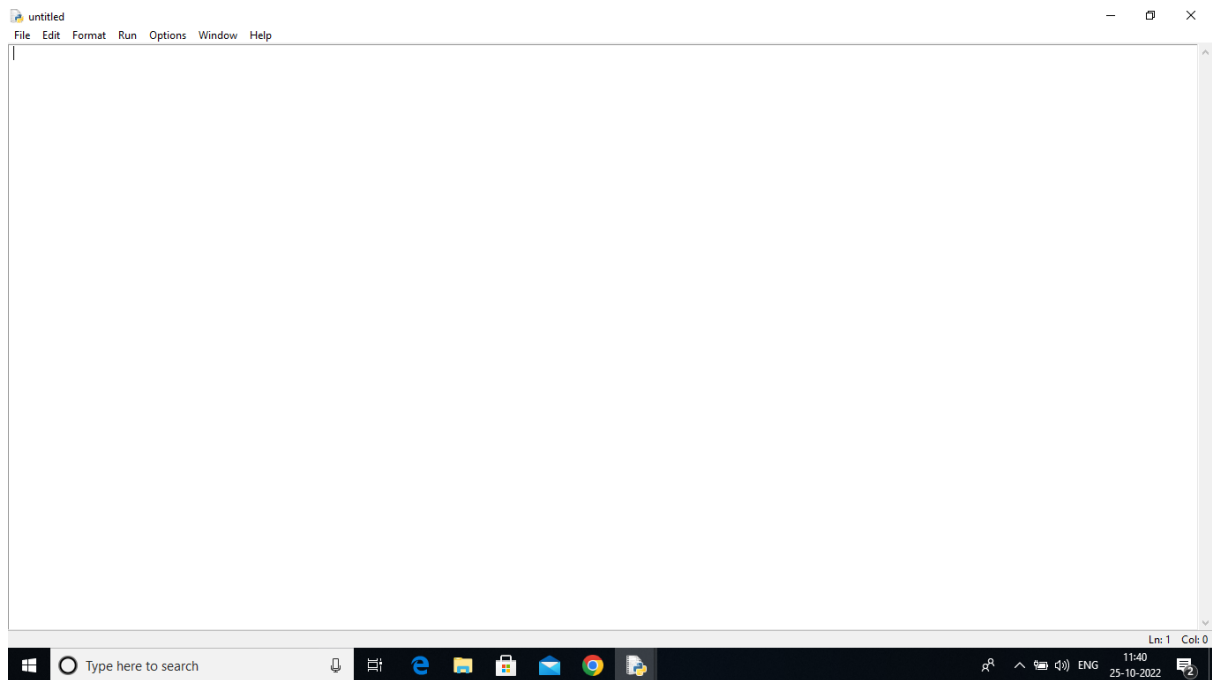 untitled
File Edit Format Run Options Window Help
Ln: 1 Col: 0
Type here to search
ENG
11:40
25-10-2022
2